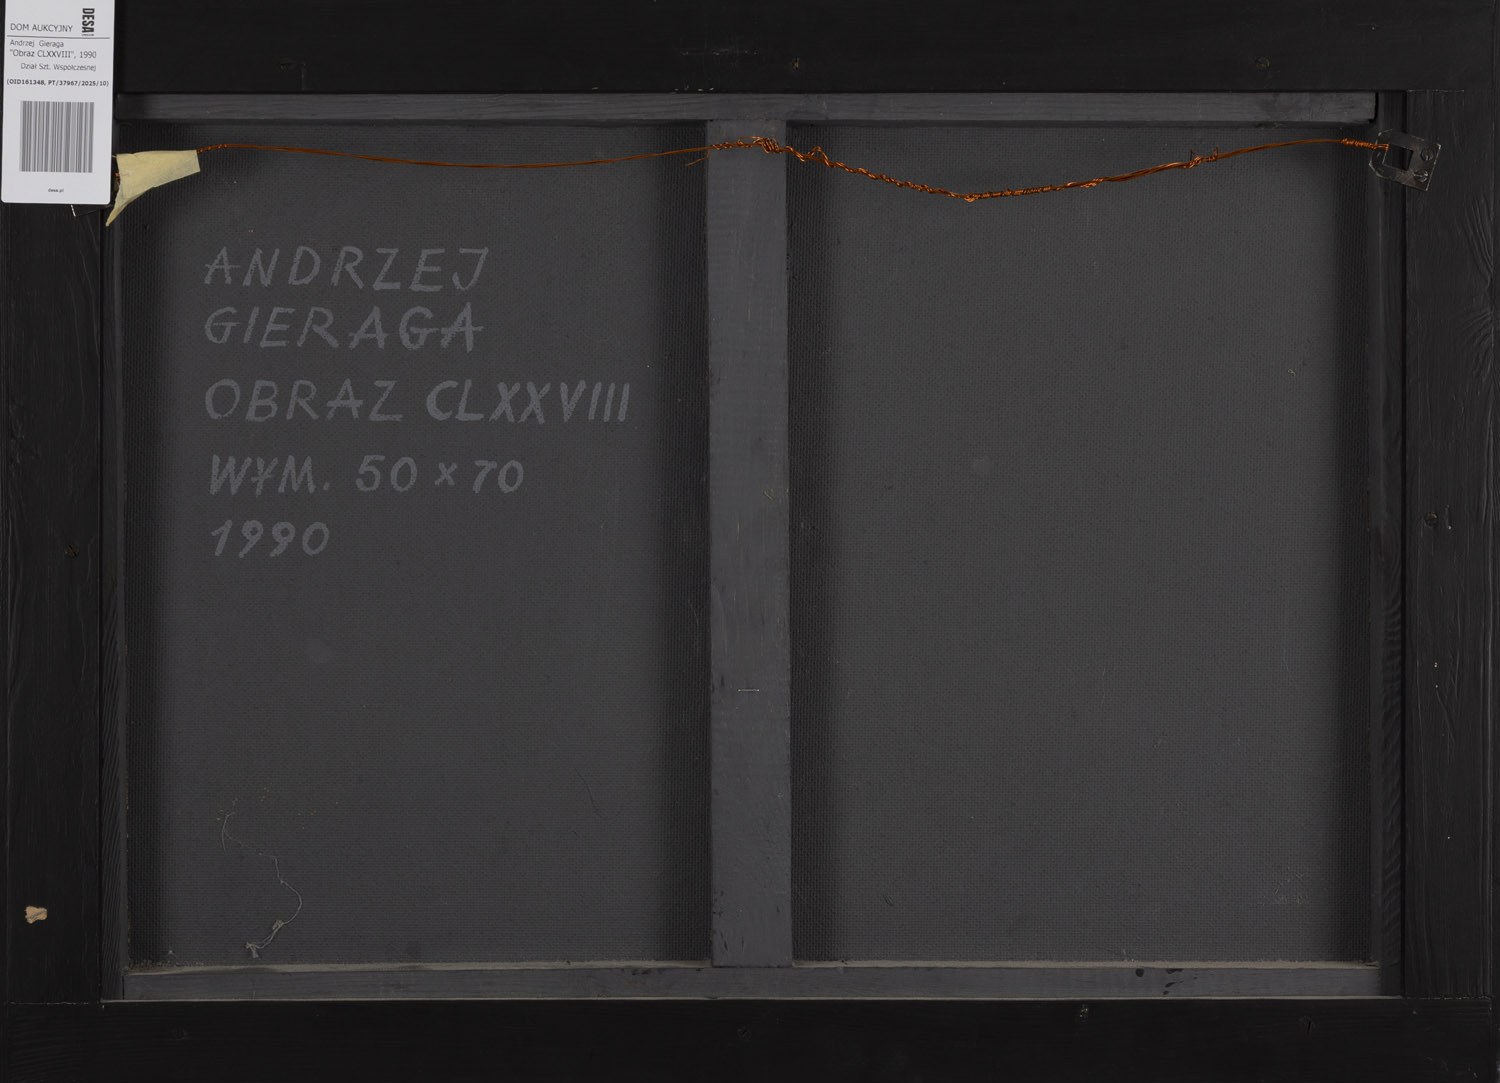 DOM AUKCYJNY
DESA
Andrzej Gieraga
"Obraz CLXXVIII", 1990
Dział Szt. Współczesnej
(OID161348, PT/37967/2025/10)
desa.pl
ANDRZEJ
GIERAGA
OBRAZ CLXXVIII
WYM. 50 × 70
1990